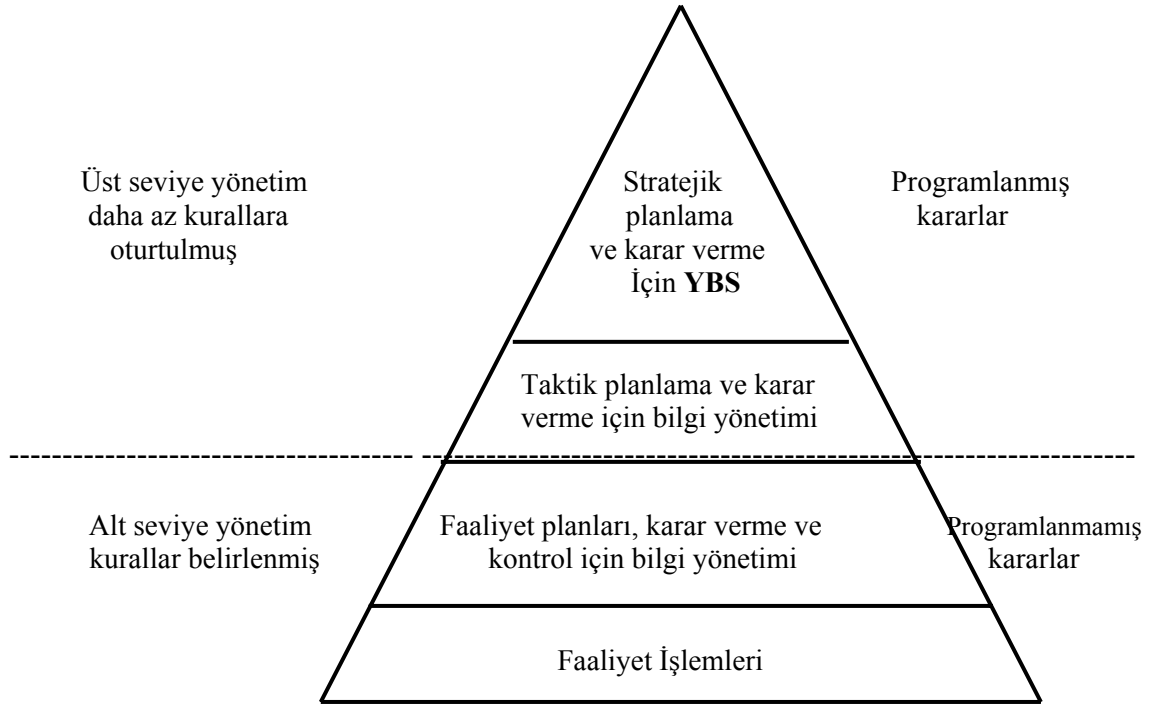 Üst seviye yönetim
daha az kurallara
oturtulmuş
Stratejik
planlama
ve karar verme
İçin YBS
Programlanmış
kararlar
Taktik planlama ve karar
verme için bilgi yönetimi
Alt seviye yönetim
kurallar belirlenmiş
Faaliyet planları, karar verme ve
kontrol için bilgi yönetimi
Programlanmamış
kararlar
Faaliyet İşlemleri